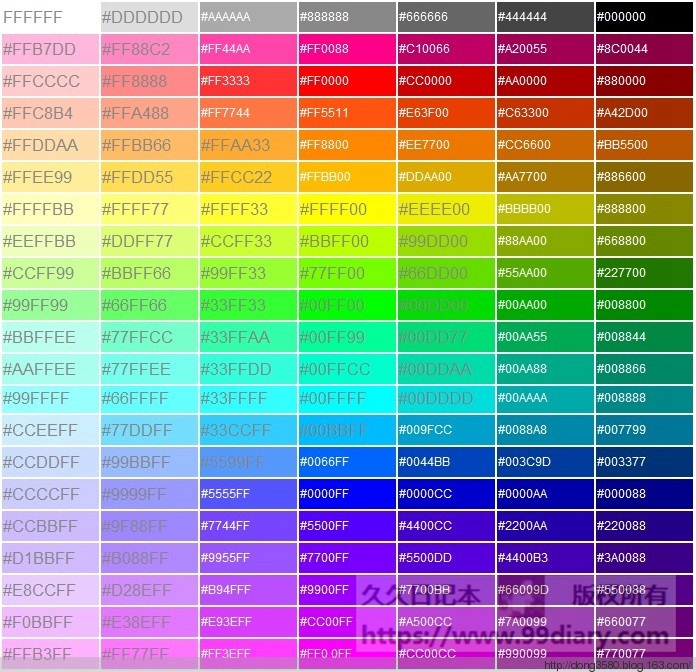 FFFFFF #DDDDDD #AAAAAA #888888 #666666 #444444 #000000
#FFB7DD #FF88C2 #FF44AA #FF0088 #C10066 #A20055 #8C0044
#FFCCCC #FF8888 #FF3333 #FF0000 #CC0000 #AA0000 #880000
#FFC8B4 #FFA488 #FF7744 #FF5511 #E63F00 #C63300 #A42D00
#FFDDAA #FFBB66 #FFAA33 #FF8800 #EE7700 #CC6600 #BB5500
#FFEE99 #FFDD55 #FFCC22 #FFBB00 #DDAA00 #AA7700 #886600
#FFFFBB #FFFF77 #FFFF33 #FFFF00 #EEEE00 #BBBB00 #888800
#EEFFBB #DDFF77 #CCFF33 #BBFF00 #99DD00 #88AA00 #668800
#CCFF99 #BBFF66 #99FF33 #77FF00 #66DD00 #55AA00 #227700
#99FF99 #66FF66 #33FF33 #00FF00 #00DD00 #00AA00 #008800
#BBFFEE #77FFCC #33FFAA #00FF99 #00DD77 #00AA55 #008844
#AAFFEE #77FFEE #33FFDD #00FFCC #00DDAA #00AA88 #008866
#99FFFF #66FFFF #33FFFF #00FFFF #00DDDD #00AAAA #008888
#CCEEFF #77DDFF #33CCFF #00BBFF #009FCC #0088A8 #007799
#CCDDFF #99BBFF #5599FF #0066FF #0044BB #003C9D #003377
#CCCCFF #9999FF #5555FF #0000FF #0000CC #0000AA #000088
#CCBBFF #9F88FF #7744FF #5500FF #4400CC #2200AA #220088
#D1BBFF #B088FF #9955FF #7700FF #5500DD #4400B3 #3A0088
#E8CCFF #D28EFF #B94FFF #9900FF #7700BB #66009D #550088
久久日记本 版权所有
#F0BBFF #E38EFF #E93EFF #CC00FF #A500CC #7A0099 #660077
https://www.99diary.com
#FFB3FF #FF77FF #FF3EFF #FF0 0FF #CC00CC #990099 #770077
http://dong3580.blog.163.com